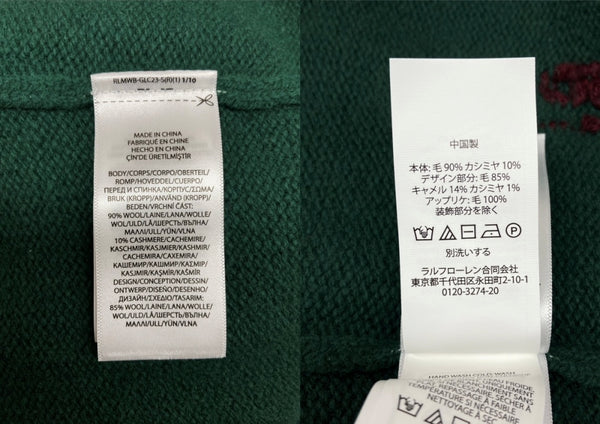 RLMWB-GLC23-S(R)(1) 1/10
MADE IN CHINA
FABRIQUÉ EN CHINE
HECHO EN CHINA
ÇİN'DE ÜRETİLMİŞTİR
BODY/CORPS/CORPO/OBERTEIL/
ROMP/HOVEDDEL/CUERPO/
ПЕРЕД И СПИНКА/КОРПУС/ΣΩΜΑ/
BRUK (KROPP)/ANVÄND (KROPP)/
BEDEN/VRCHNÍ ČÁST:
90% WOOL/LAINE/LANA/WOLLE/
WOL/ULD/LÃ/ШЕРСТЬ/ВЪЛНА/
ΜΑΛΛΙ/ULL/YÜN/VLNA
10% CASHMERE/CACHEMIRE/
KASCHMIR/KASJMIER/KASHMIR/
CACHEMIRA/CAXEMIRA/
КАШЕМИР/КАШМИР/ΚΑΣΜΙΡΙ/
KASJMIR/KAŞMİR/KAŠMÍR
DESIGN/CONCEPTION/DESSIN/
ONTWERP/DISEÑO/DESENHO/
ДИЗАЙН/ΣΧΕΔΙΟ/TASARIM:
85% WOOL/LAINE/LANA/WOLLE/
WOL/ULD/LÃ/ШЕРСТЬ/ВЪЛНА/
ΜΑΛΛΙ/ULL/YÜN/VLNA
中国製
本体: 毛 90% カシミヤ 10%
デザイン部分: 毛 85%
キャメル 14% カシミヤ 1%
アップリケ: 毛 100%
装飾部分を除く
別洗いする
ラルフローレン合同会社
東京都千代田区永田町2-10-1
0120-3274-20
HAND WASH COLD. WASH